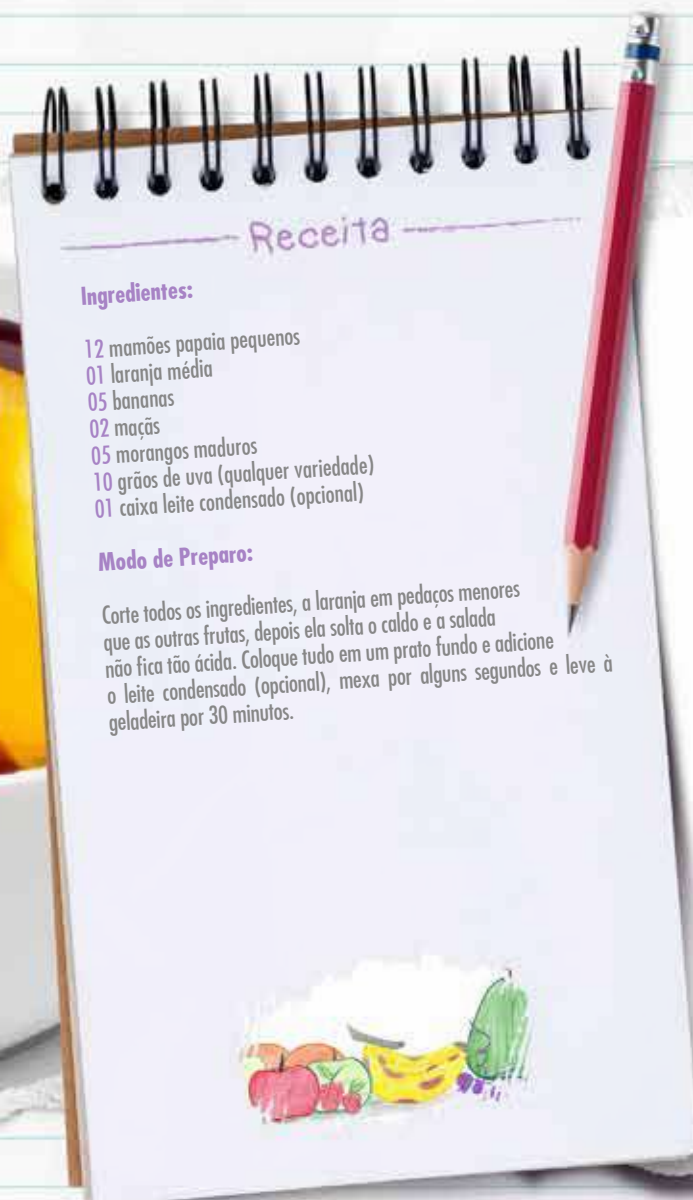 Receita
Ingredientes:
12 mamões papaia pequenos
01 laranja média
05 bananas
02 maçãs
05 morangos maduros
10 grãos de uva (qualquer variedade)
01 caixa leite condensado (opcional)
Modo de Preparo:
Corte todos os ingredientes, a laranja em pedaços menores
que as outras frutas, depois ela solta o caldo e a salada
não fica tão ácida. Coloque tudo em um prato fundo e adicione
o leite condensado (opcional), mexa por alguns segundos e leve à
geladeira por 30 minutos.